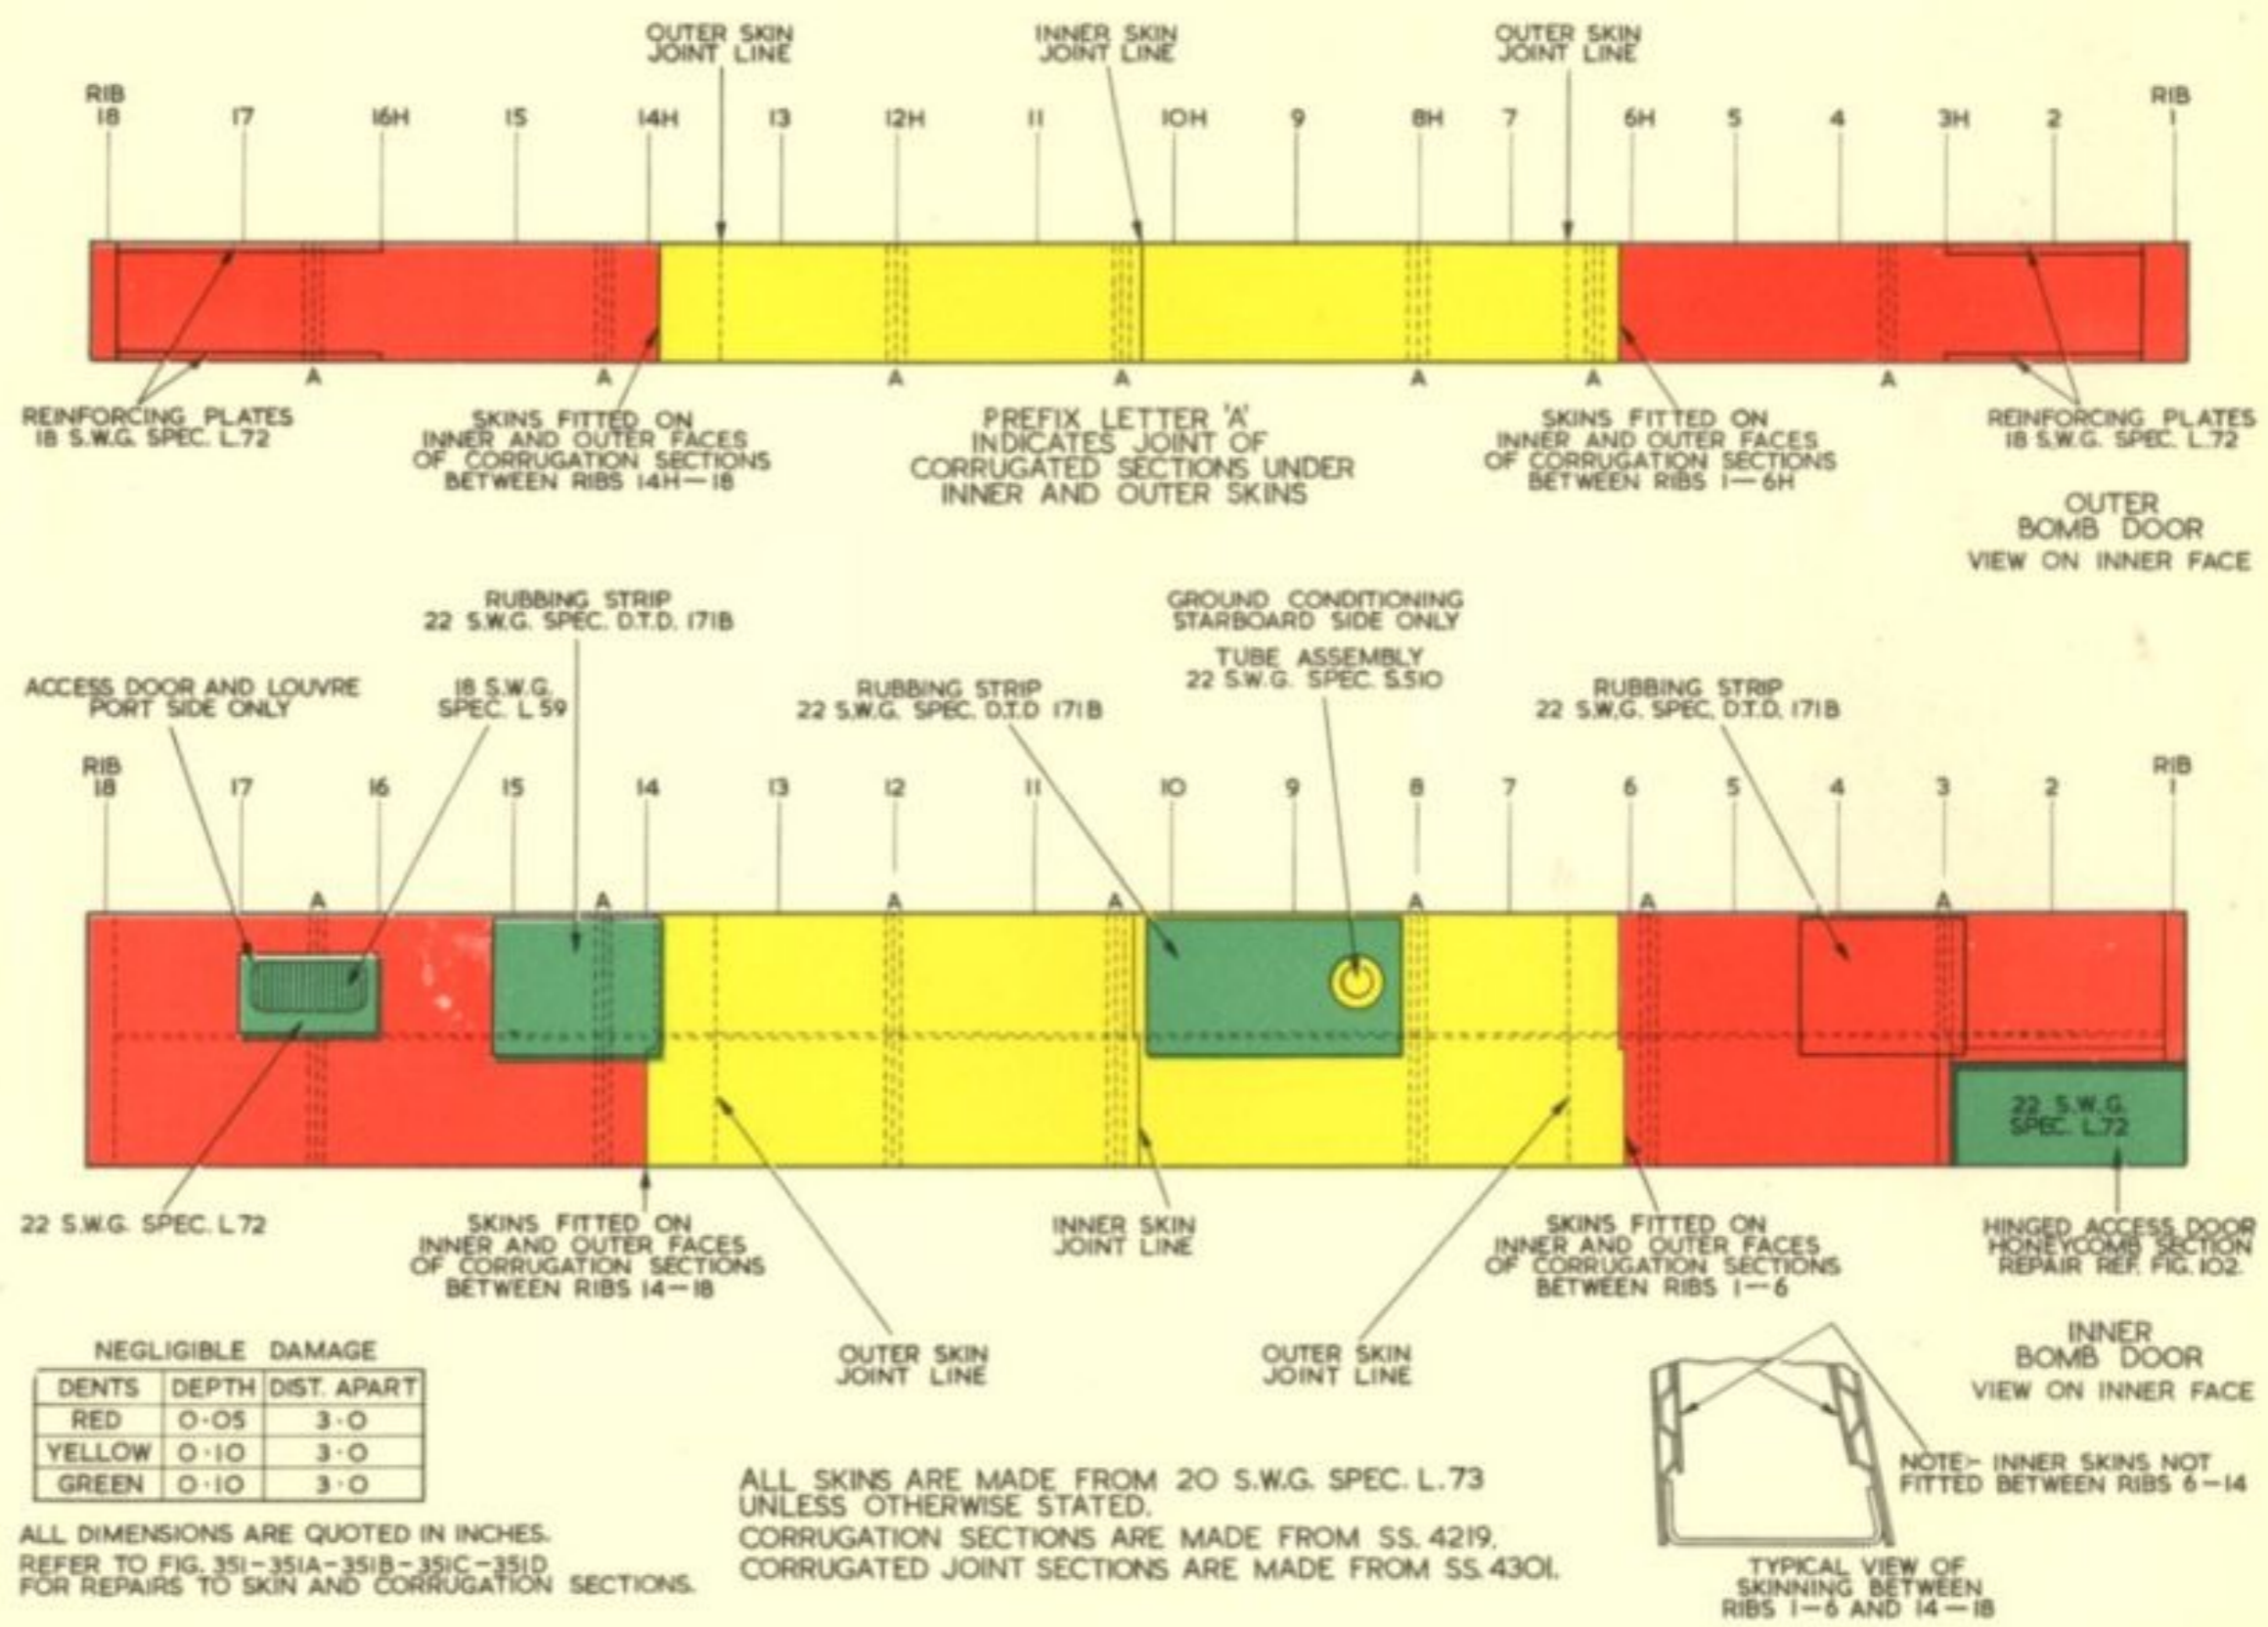 OUTER SKIN
JOINT LINE
INNER SKIN
JOINT LINE
OUTER SKIN
JOINT LINE
RIB
18 17 16H 15 14H 13 12H 11 10H 9 8H 7 6H 5 4 3H 2
RIB
1
A A A A A A A
REINFORCING PLATES
18 S.W.G. SPEC. L.72
SKINS FITTED ON
INNER AND OUTER FACES
OF CORRUGATION SECTIONS
BETWEEN RIBS 14H—18
PREFIX LETTER 'A'
INDICATES JOINT OF
CORRUGATED SECTIONS UNDER
INNER AND OUTER SKINS
SKINS FITTED ON
INNER AND OUTER FACES
OF CORRUGATION SECTIONS
BETWEEN RIBS 1—6H
REINFORCING PLATES
18 S.W.G. SPEC. L.72
OUTER
BOMB DOOR
VIEW ON INNER FACE
RUBBING STRIP
22 S.W.G. SPEC. D.T.D. 171B
GROUND CONDITIONING
STARBOARD SIDE ONLY
TUBE ASSEMBLY
22 S.W.G. SPEC. S.510
ACCESS DOOR AND LOUVRE
PORT SIDE ONLY
18 S.W.G.
SPEC. L 59
RUBBING STRIP
22 S.W.G. SPEC. D.T.D 171B
RUBBING STRIP
22 S.W.G. SPEC. D.T.D. 171B
RIB
18 17 16 15 14 13 12 11 10 9 8 7 6 5 4 3 2
RIB
1
A A A A A A A
22 S.W.G.
SPEC. L.72
22 S.W.G. SPEC. L.72
SKINS FITTED ON
INNER AND OUTER FACES
OF CORRUGATION SECTIONS
BETWEEN RIBS 14—18
INNER SKIN
JOINT LINE
SKINS FITTED ON
INNER AND OUTER FACES
OF CORRUGATION SECTIONS
BETWEEN RIBS 1—6
HINGED ACCESS DOOR
HONEYCOMB SECTION
REPAIR REF. FIG. 102.
OUTER SKIN
JOINT LINE
OUTER SKIN
JOINT LINE
INNER
BOMB DOOR
VIEW ON INNER FACE
NEGLIGIBLE DAMAGE
DENTS DEPTH DIST. APART
RED 0·05 3·0
YELLOW 0·10 3·0
GREEN 0·10 3·0
ALL DIMENSIONS ARE QUOTED IN INCHES.
REFER TO FIG. 351-351A-351B-351C-351D
FOR REPAIRS TO SKIN AND CORRUGATION SECTIONS.
ALL SKINS ARE MADE FROM 20 S.W.G. SPEC. L.73
UNLESS OTHERWISE STATED.
CORRUGATION SECTIONS ARE MADE FROM SS. 4219.
CORRUGATED JOINT SECTIONS ARE MADE FROM SS. 4301.
NOTE:- INNER SKINS NOT
FITTED BETWEEN RIBS 6—14
TYPICAL VIEW OF
SKINNING BETWEEN
RIBS 1—6 AND 14—18